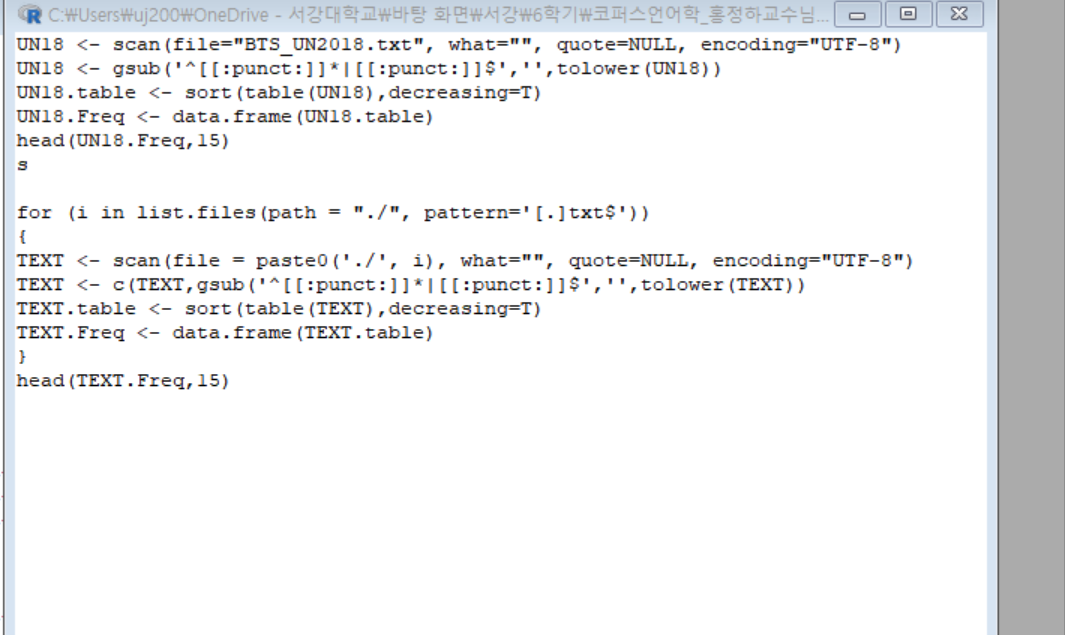 C:₩Users₩uj200₩OneDrive - 서강대학교₩바탕 화면₩서강₩6학기₩코퍼스언어학_홍정하교수님...
UN18 <- scan(file="BTS_UN2018.txt", what="", quote=NULL, encoding="UTF-8")
UN18 <- gsub('^[[:punct:]]*|[[:punct:]]$','',tolower(UN18))
UN18.table <- sort(table(UN18),decreasing=T)
UN18.Freq <- data.frame(UN18.table)
head(UN18.Freq,15)
s
for (i in list.files(path = "./", pattern='[.]txt$'))
{
TEXT <- scan(file = paste0('./', i), what="", quote=NULL, encoding="UTF-8")
TEXT <- c(TEXT,gsub('^[[:punct:]]*|[[:punct:]]$','',tolower(TEXT))
TEXT.table <- sort(table(TEXT),decreasing=T)
TEXT.Freq <- data.frame(TEXT.table)
}
head(TEXT.Freq,15)